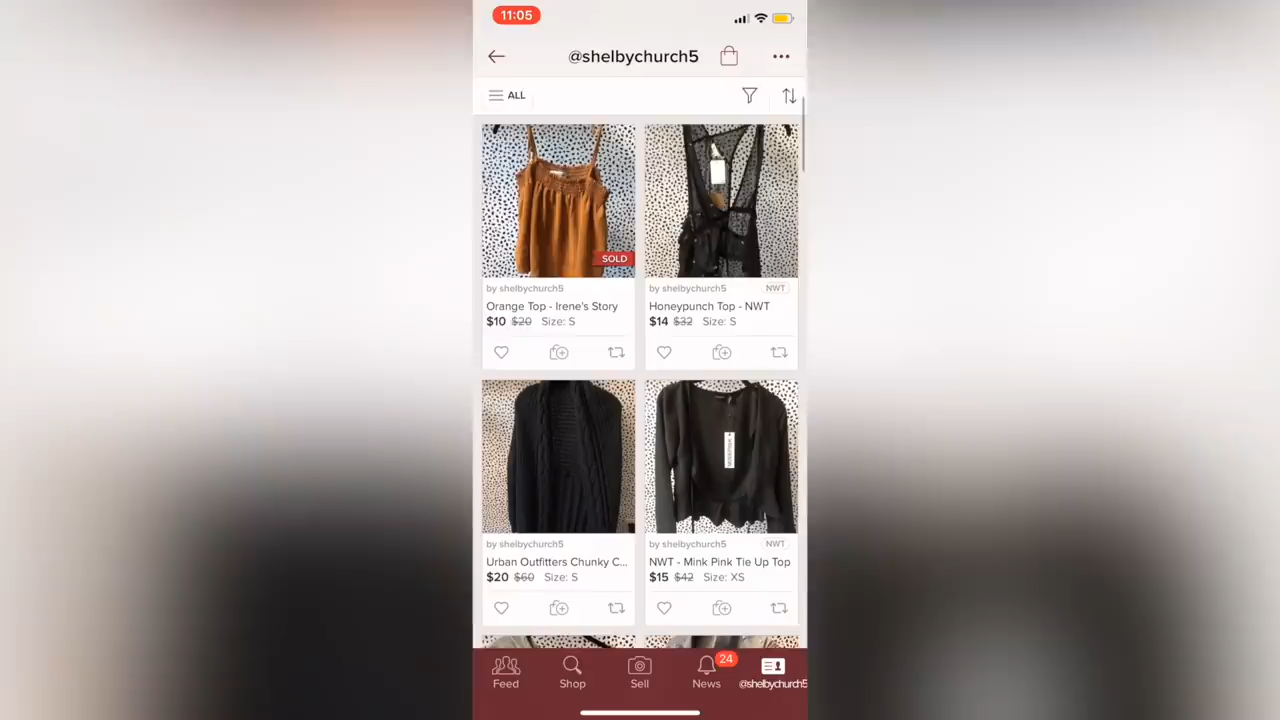 11:05
@shelbychurch5
ALL
SOLD
by shelbychurch5
Orange Top - Irene's Story
$10 $20 Size: S
by shelbychurch5 NWT
Honeypunch Top - NWT
$14 $32 Size: S
by shelbychurch5
Urban Outfitters Chunky C...
$20 $60 Size: S
by shelbychurch5 NWT
NWT - Mink Pink Tie Up Top
$15 $42 Size: XS
24
Feed
Shop
Sell
News
@shelbychurch5